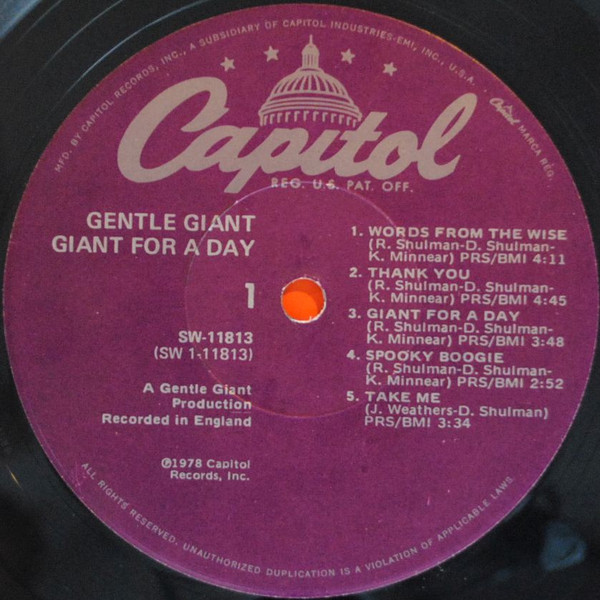 MFD. BY CAPITOL RECORDS, INC., A SUBSIDIARY OF CAPITOL INDUSTRIES-EMI, INC., U.S.A.
Capitol MARCA REG.
Capitol
REG. U.S. PAT. OFF.
GENTLE GIANT
GIANT FOR A DAY
1
SW-11813
(SW 1-11813)
A Gentle Giant
Production
Recorded in England
℗1978 Capitol
Records, Inc.
1. WORDS FROM THE WISE
(R. Shulman-D. Shulman-
K. Minnear) PRS/BMI 4:11
2. THANK YOU
(R. Shulman-D. Shulman-
K. Minnear) PRS/BMI 4:45
3. GIANT FOR A DAY
(R. Shulman-D. Shulman-
K. Minnear) PRS/BMI 3:48
4. SPOOKY BOOGIE
(R. Shulman-D. Shulman-
K. Minnear) PRS/BMI 2:52
5. TAKE ME
(J. Weathers-D. Shulman)
PRS/BMI 3:34
ALL RIGHTS RESERVED. UNAUTHORIZED DUPLICATION IS A VIOLATION OF APPLICABLE LAWS.